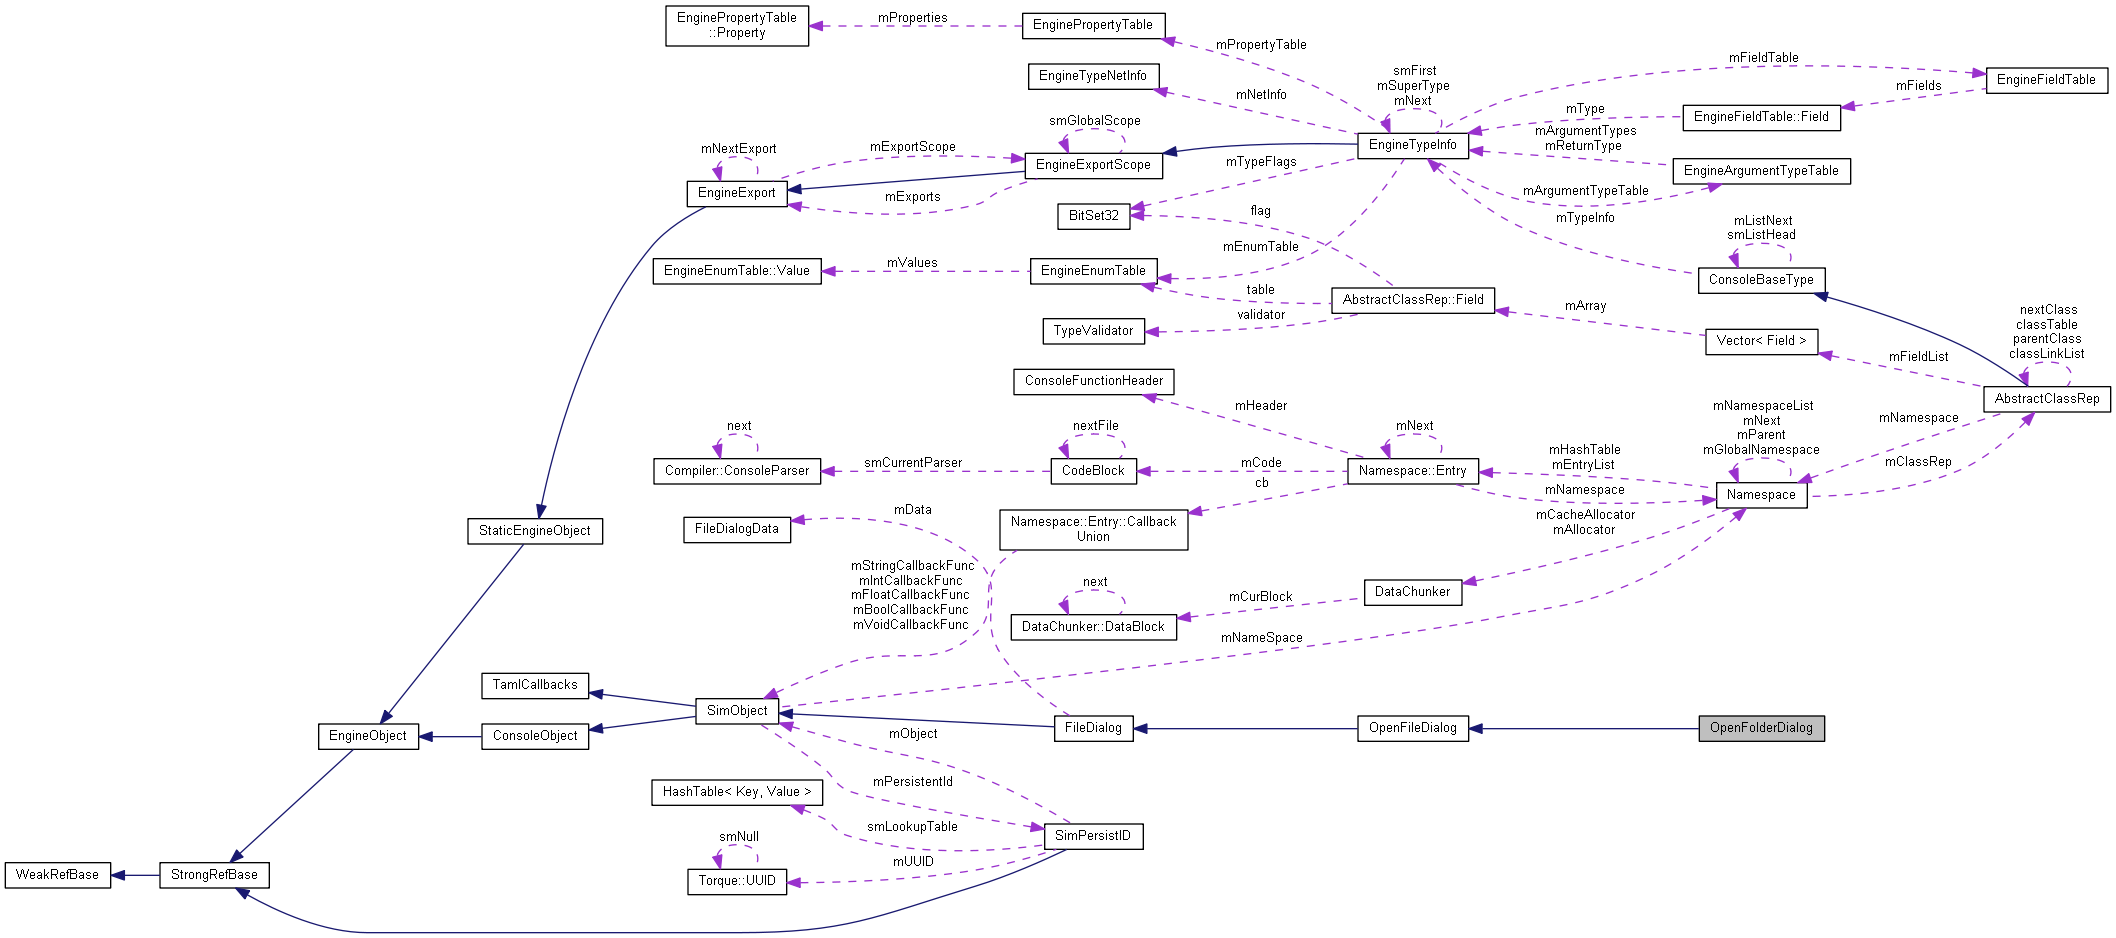 EnginePropertyTable
::Property
mProperties
EnginePropertyTable
mPropertyTable
EngineTypeNetInfo
mNetInfo
smFirst
mSuperType
mNext
mFieldTable
EngineFieldTable
mFields
EngineFieldTable::Field
mType
mArgumentTypes
mReturnType
EngineTypeInfo
smGlobalScope
mNextExport
mExportScope
EngineExportScope
mTypeFlags
EngineArgumentTypeTable
mArgumentTypeTable
EngineExport
mExports
BitSet32
flag
mTypeInfo
mListNext
smListHead
mEnumTable
EngineEnumTable::Value
mValues
EngineEnumTable
ConsoleBaseType
table
AbstractClassRep::Field
mArray
validator
TypeValidator
nextClass
classTable
parentClass
classLinkList
Vector< Field >
mFieldList
ConsoleFunctionHeader
AbstractClassRep
mHeader
mNamespaceList
mNext
mParent
mGlobalNamespace
mNamespace
next
nextFile
mNext
mHashTable
mEntryList
mClassRep
Compiler::ConsoleParser
smCurrentParser
CodeBlock
mCode
Namespace::Entry
cb
mNamespace
Namespace
mData
FileDialogData
Namespace::Entry::Callback
Union
mCacheAllocator
mAllocator
StaticEngineObject
mStringCallbackFunc
mIntCallbackFunc
mFloatCallbackFunc
mBoolCallbackFunc
mVoidCallbackFunc
next
DataChunker
mCurBlock
DataChunker::DataBlock
mNameSpace
TamlCallbacks
SimObject
EngineObject
ConsoleObject
mObject
FileDialog
OpenFileDialog
OpenFolderDialog
mPersistentId
HashTable< Key, Value >
smLookupTable
SimPersistID
smNull
mUUID
WeakRefBase
StrongRefBase
Torque::UUID